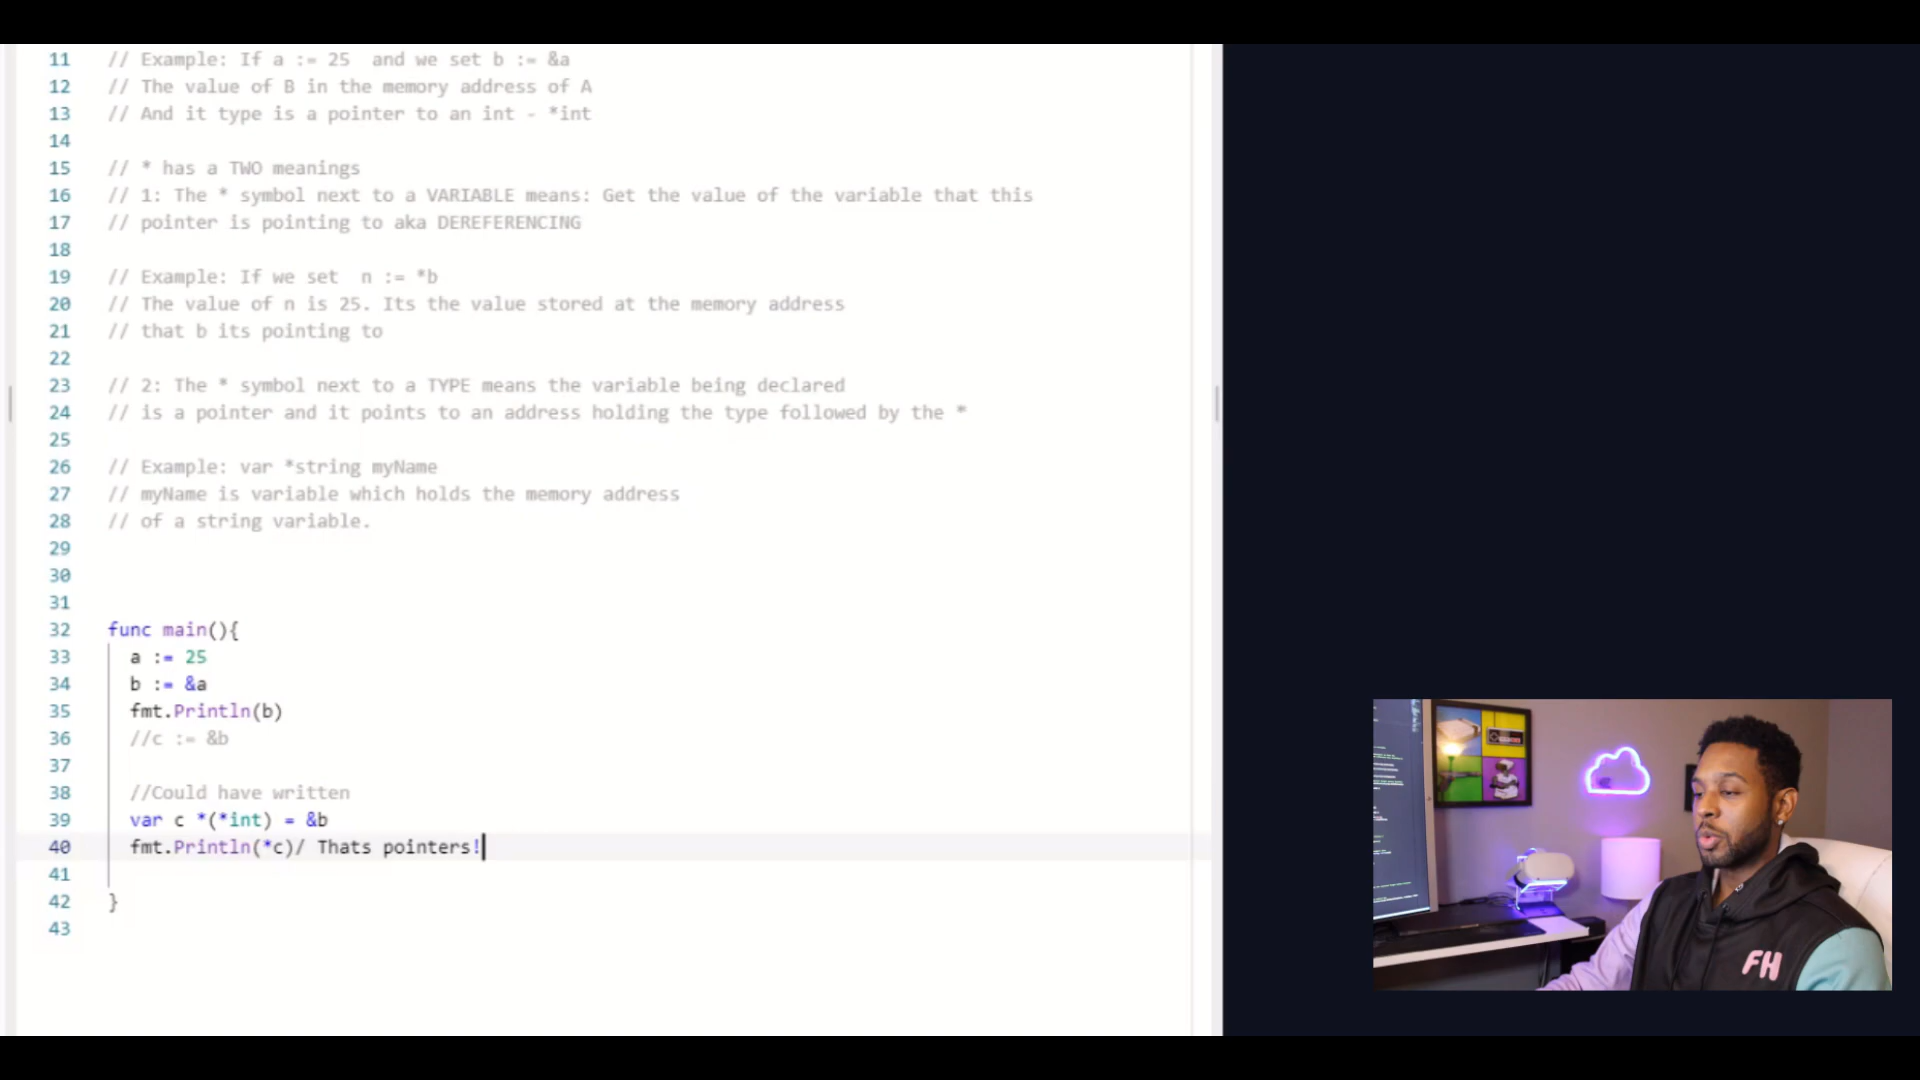 11 // Example: If a := 25  and we set b := &a
12 // The value of B in the memory address of A
13 // And it type is a pointer to an int - *int
14
15 // * has a TWO meanings
16 // 1: The * symbol next to a VARIABLE means: Get the value of the variable that this
17 // pointer is pointing to aka DEREFERENCING
18
19 // Example: If we set  n := *b
20 // The value of n is 25. Its the value stored at the memory address
21 // that b its pointing to
22
23 // 2: The * symbol next to a TYPE means the variable being declared
24 // is a pointer and it points to an address holding the type followed by the *
25
26 // Example: var *string myName
27 // myName is variable which holds the memory address
28 // of a string variable.
29
30
31
32 func main(){
33 a := 25
34 b := &a
35 fmt.Println(b)
36 //c := &b
37
38 //Could have written
39 var c *(*int) = &b
40 fmt.Println(*c)/ Thats pointers!
41
42 }
43
FH